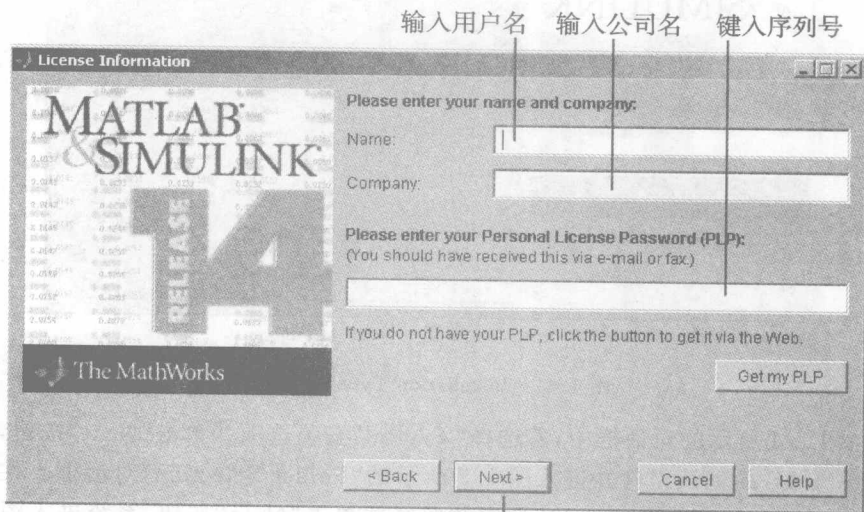 输入用户名 输入公司名 键入序列号
License Information
MATLAB
& SIMULINK
RELEASE 14
The MathWorks
Please enter your name and company:
Name:
Company:
Please enter your Personal License Password (PLP):
(You should have received this via e-mail or fax.)
If you do not have your PLP, click the button to get it via the Web.
Get my PLP
< Back Next > Cancel Help